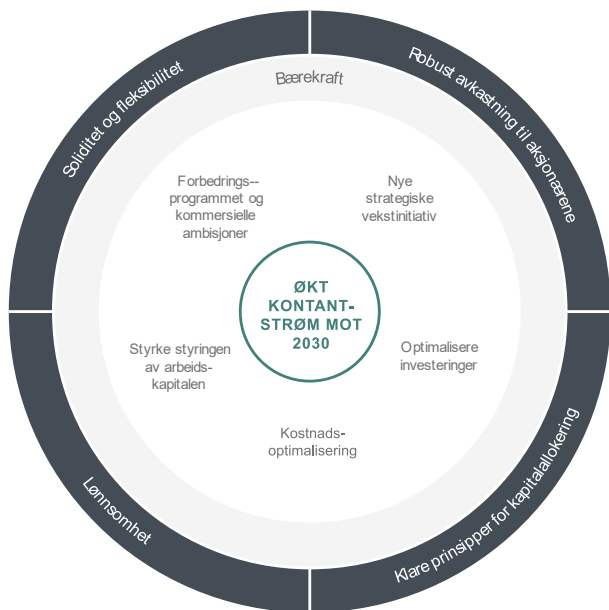 Soliditet og fleksibilitet
Robust avkastning til aksjonærene
Bærekraft
Forbedrings--
programmet og
kommersielle
ambisjoner
Nye
strategiske
vekstinitiativ
ØKT
KONTANT-
STRØM MOT
2030
Styrke styringen
av arbeids-
kapitalen
Optimalisere
investeringer
Kostnads-
optimalisering
Lønnsomhet
Klare prinsipper for kapitalallokering